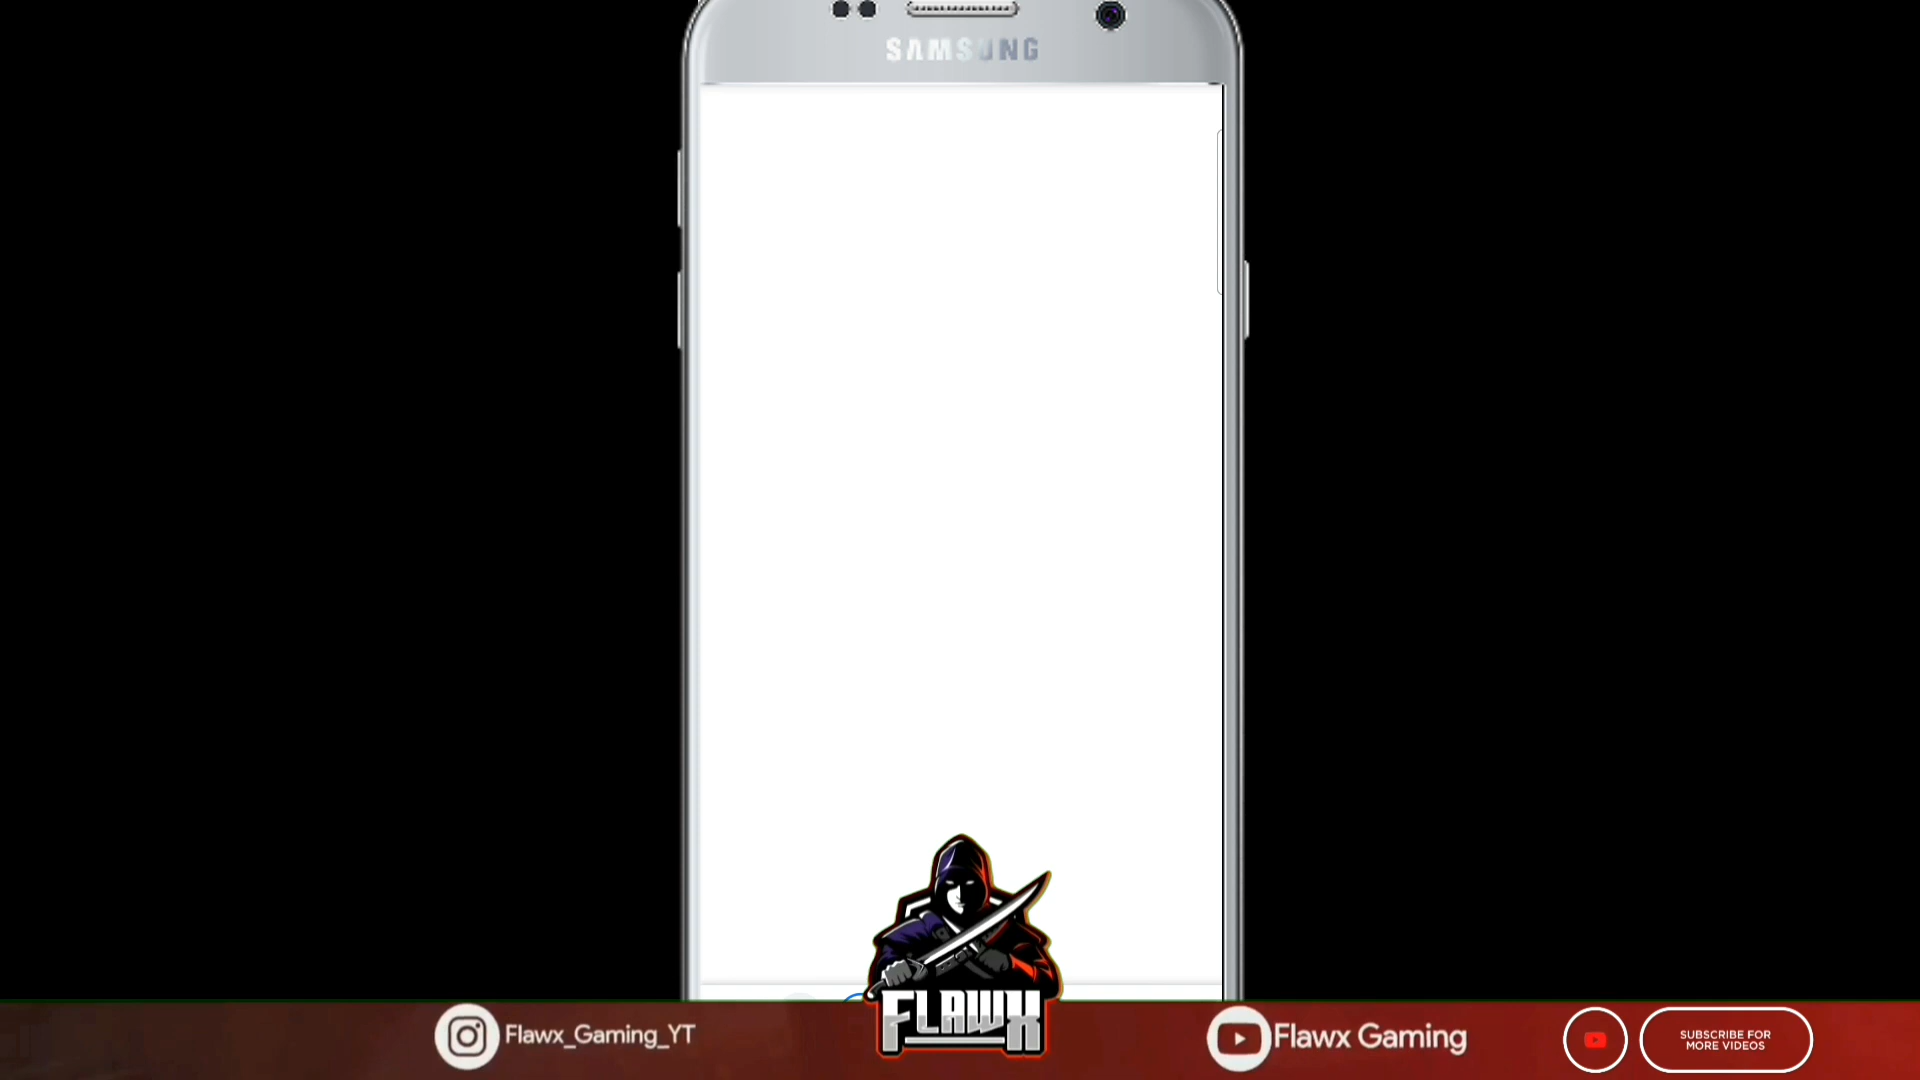 SAMSUNG
FLAWX
Flawx_Gaming_YT
Flawx Gaming
SUBSCRIBE FOR
MORE VIDEOS